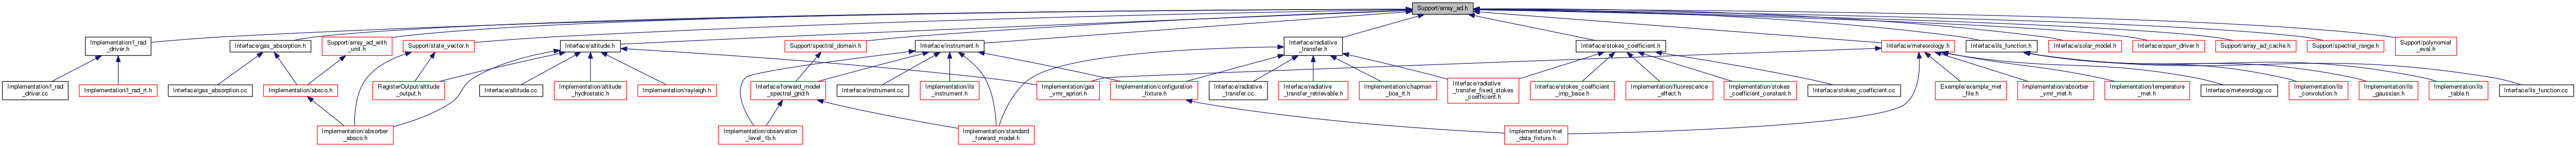 Support/array_ad.h
Implementation/l_rad
_driver.h
Interface/gas_absorption.h
Support/array_ad_with
_unit.h
Support/state_vector.h
Interface/altitude.h
Support/spectral_domain.h
Interface/instrument.h
Interface/radiative
_transfer.h
Interface/stokes_coefficient.h
Interface/meteorology.h
Interface/ils_function.h
Interface/solar_model.h
Interface/spurr_driver.h
Support/array_ad_cache.h
Support/spectral_range.h
Support/polynomial
_eval.h
Implementation/l_rad
_driver.cc
Implementation/l_rad_rt.h
Interface/gas_absorption.cc
Implementation/absco.h
RegisterOutput/altitude
_output.h
Interface/altitude.cc
Implementation/altitude
_hydrostatic.h
Implementation/rayleigh.h
Interface/forward_model
_spectral_grid.h
Interface/instrument.cc
Implementation/ils
_instrument.h
Implementation/gas
_vmr_apriori.h
Implementation/configuration
_fixture.h
Interface/radiative
_transfer.cc
Interface/radiative
_transfer_retrievable.h
Implementation/chapman
_boa_rt.h
Interface/radiative
_transfer_fixed_stokes
_coefficient.h
Interface/stokes_coefficient
_imp_base.h
Implementation/fluorescence
_effect.h
Implementation/stokes
_coefficient_constant.h
Interface/stokes_coefficient.cc
Example/example_met
_file.h
Implementation/absorber
_vmr_met.h
Implementation/temperature
_met.h
Interface/meteorology.cc
Implementation/ils
_convolution.h
Implementation/ils
_gaussian.h
Implementation/ils
_table.h
Interface/ils_function.cc
Implementation/absorber
_absco.h
Implementation/observation
_level_1b.h
Implementation/standard
_forward_model.h
Implementation/met
_data_fixture.h